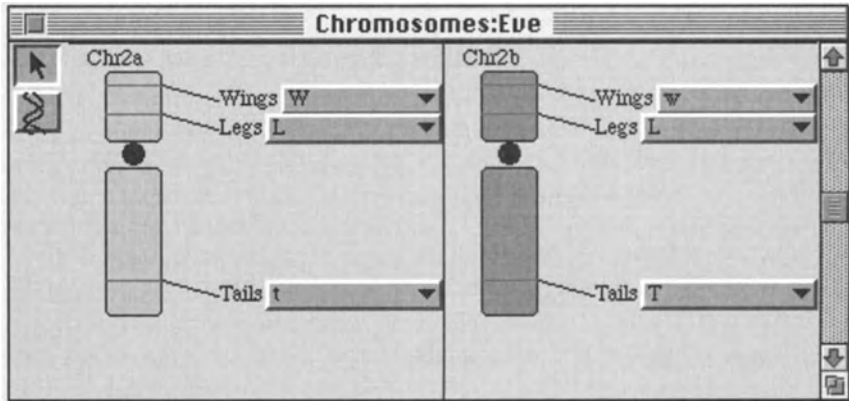 Chromosomes:Eve
Chr2a Chr2b
Wings W Wings w
Legs L Legs L
Tails t Tails T